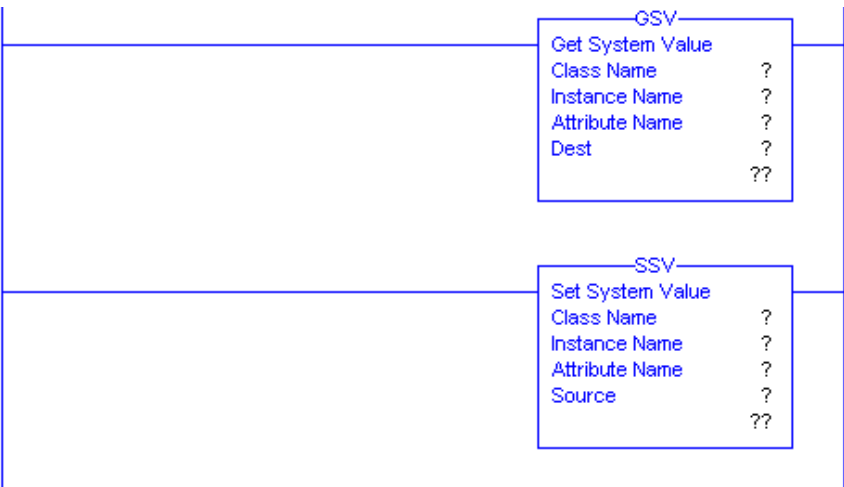 GSV
Get System Value
Class Name ?
Instance Name ?
Attribute Name ?
Dest ?
??
SSV
Set System Value
Class Name ?
Instance Name ?
Attribute Name ?
Source ?
??